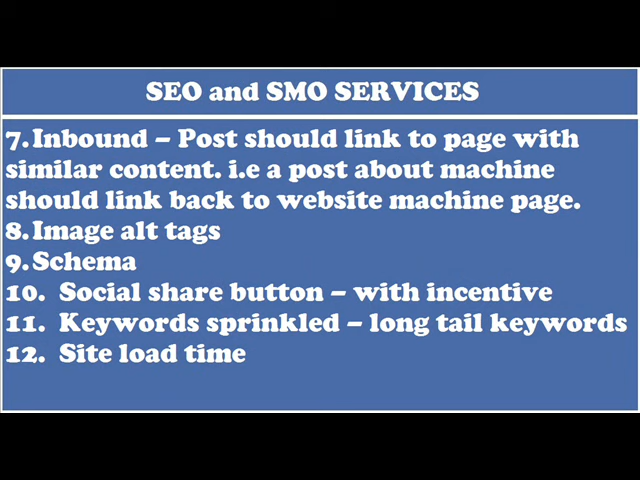 SEO and SMO SERVICES
7. Inbound – Post should link to page with
similar content. i.e a post about machine
should link back to website machine page.
8. Image alt tags
9. Schema
10. Social share button – with incentive
11. Keywords sprinkled – long tail keywords
12. Site load time